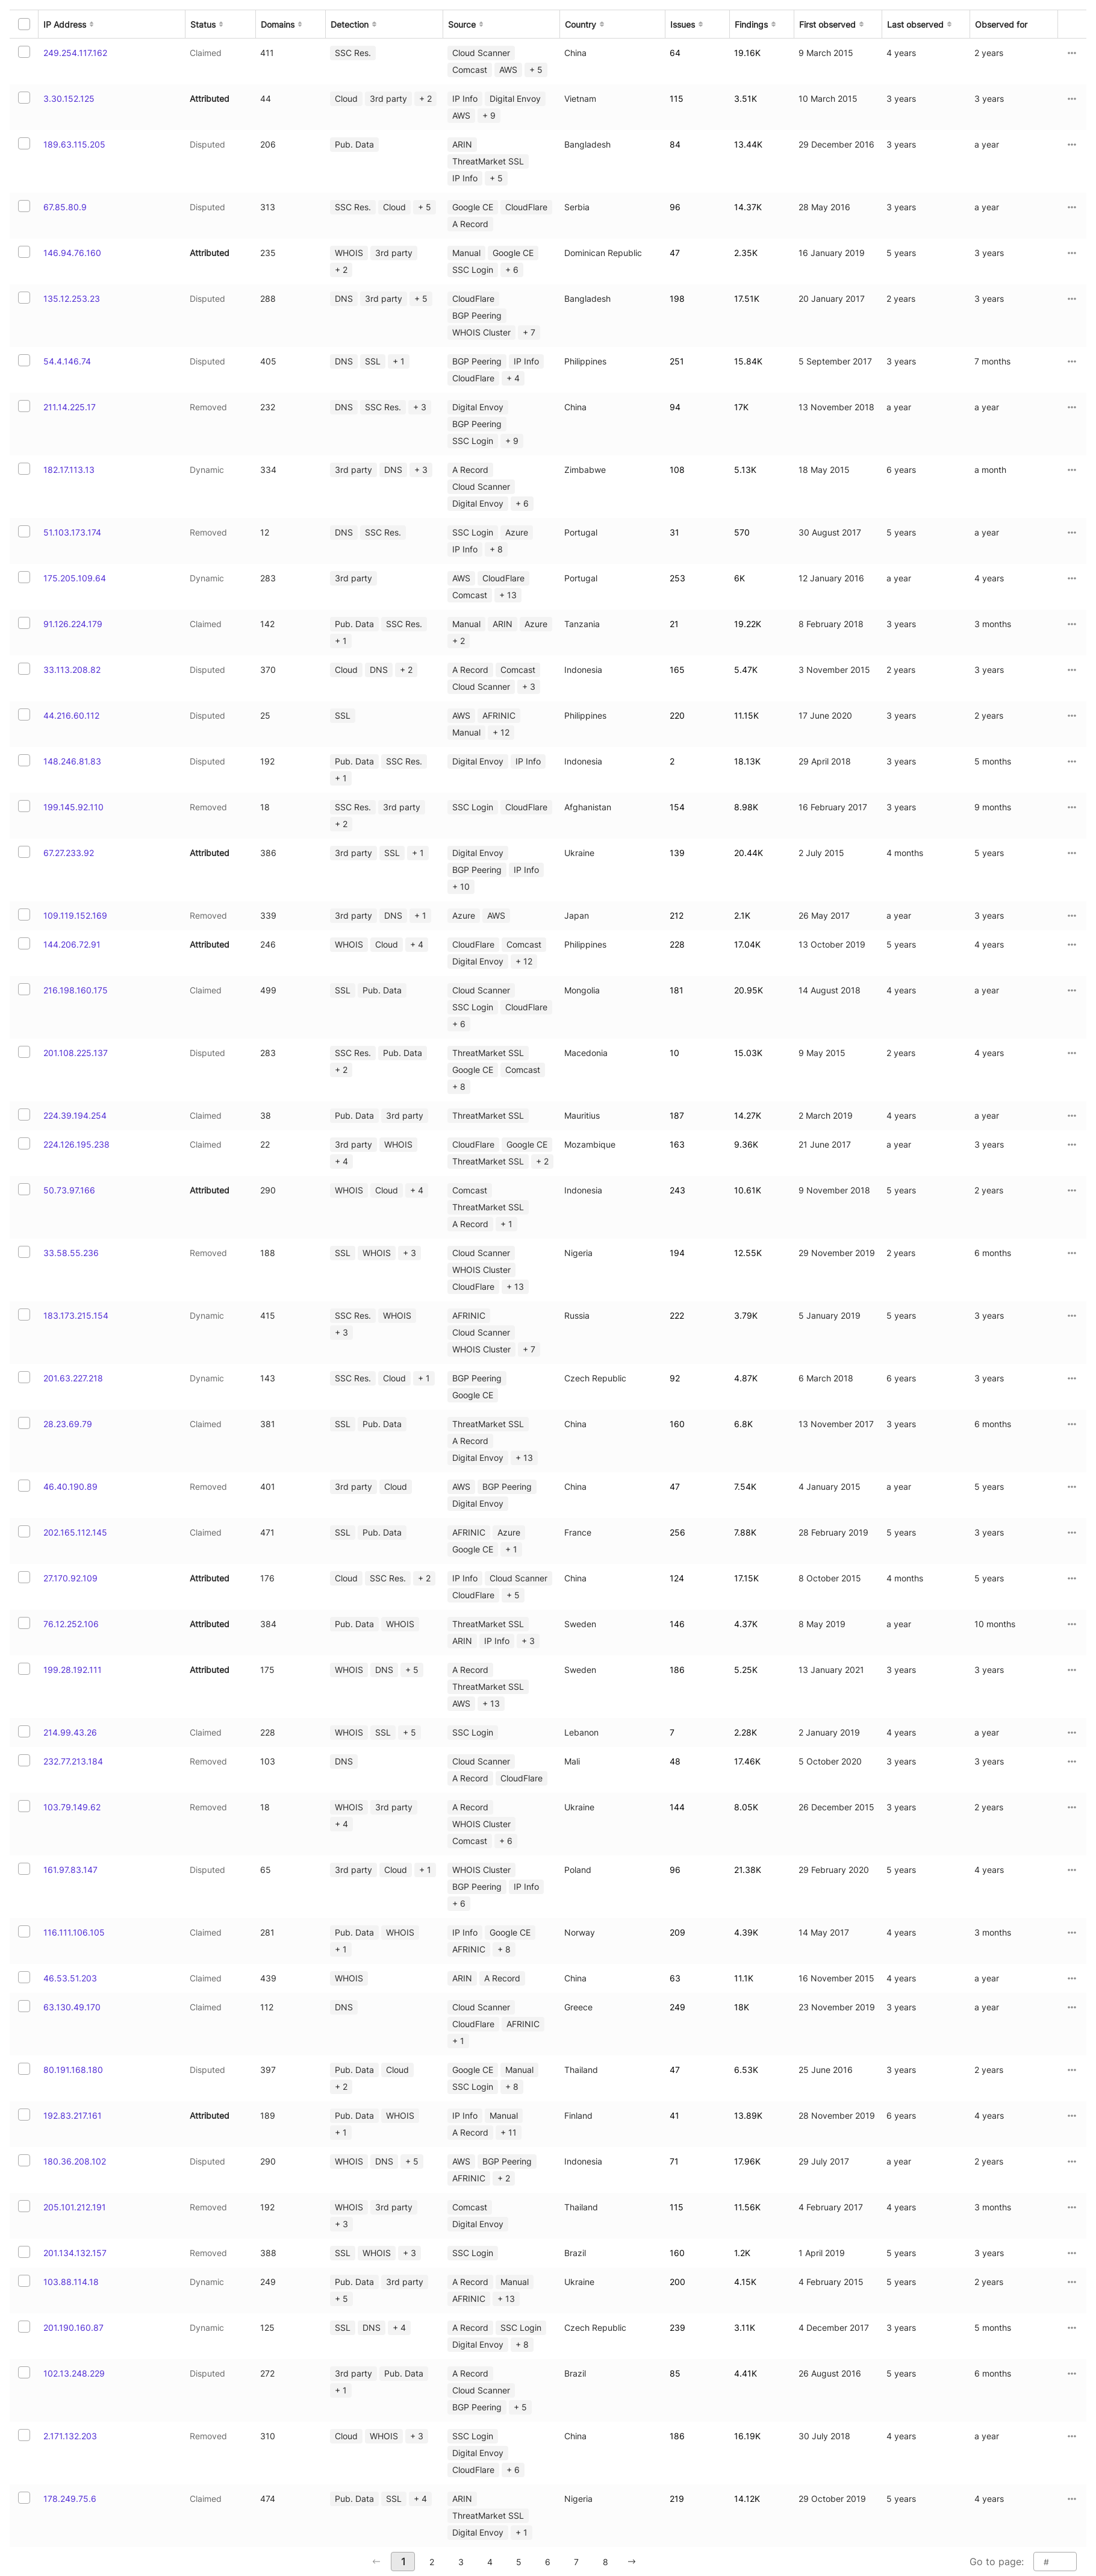 IP Address Status Domains Detection Source Country Issues Findings First observed Last observed Observed for
249.254.117.162 Claimed 411 SSC Res. Cloud Scanner China 64 19.16K 9 March 2015 4 years 2 years
Comcast AWS + 5
3.30.152.125 Attributed 44 Cloud 3rd party + 2 IP Info Digital Envoy Vietnam 115 3.51K 10 March 2015 3 years 3 years
AWS + 9
189.63.115.205 Disputed 206 Pub. Data ARIN Bangladesh 84 13.44K 29 December 2016 3 years a year
ThreatMarket SSL
IP Info + 5
67.85.80.9 Disputed 313 SSC Res. Cloud + 5 Google CE CloudFlare Serbia 96 14.37K 28 May 2016 3 years a year
A Record
146.94.76.160 Attributed 235 WHOIS 3rd party Manual Google CE Dominican Republic 47 2.35K 16 January 2019 5 years 3 years
+ 2 SSC Login + 6
135.12.253.23 Disputed 288 DNS 3rd party + 5 CloudFlare Bangladesh 198 17.51K 20 January 2017 2 years 3 years
BGP Peering
WHOIS Cluster + 7
54.4.146.74 Disputed 405 DNS SSL + 1 BGP Peering IP Info Philippines 251 15.84K 5 September 2017 3 years 7 months
CloudFlare + 4
211.14.225.17 Removed 232 DNS SSC Res. + 3 Digital Envoy China 94 17K 13 November 2018 a year a year
BGP Peering
SSC Login + 9
182.17.113.13 Dynamic 334 3rd party DNS + 3 A Record Zimbabwe 108 5.13K 18 May 2015 6 years a month
Cloud Scanner
Digital Envoy + 6
51.103.173.174 Removed 12 DNS SSC Res. SSC Login Azure Portugal 31 570 30 August 2017 5 years a year
IP Info + 8
175.205.109.64 Dynamic 283 3rd party AWS CloudFlare Portugal 253 6K 12 January 2016 a year 4 years
Comcast + 13
91.126.224.179 Claimed 142 Pub. Data SSC Res. Manual ARIN Azure Tanzania 21 19.22K 8 February 2018 3 years 3 months
+ 1 + 2
33.113.208.82 Disputed 370 Cloud DNS + 2 A Record Comcast Indonesia 165 5.47K 3 November 2015 2 years 3 years
Cloud Scanner + 3
44.216.60.112 Disputed 25 SSL AWS AFRINIC Philippines 220 11.15K 17 June 2020 3 years 2 years
Manual + 12
148.246.81.83 Disputed 192 Pub. Data SSC Res. Digital Envoy IP Info Indonesia 2 18.13K 29 April 2018 3 years 5 months
+ 1
199.145.92.110 Removed 18 SSC Res. 3rd party SSC Login CloudFlare Afghanistan 154 8.98K 16 February 2017 3 years 9 months
+ 2
67.27.233.92 Attributed 386 3rd party SSL + 1 Digital Envoy Ukraine 139 20.44K 2 July 2015 4 months 5 years
BGP Peering IP Info
+ 10
109.119.152.169 Removed 339 3rd party DNS + 1 Azure AWS Japan 212 2.1K 26 May 2017 a year 3 years
144.206.72.91 Attributed 246 WHOIS Cloud + 4 CloudFlare Comcast Philippines 228 17.04K 13 October 2019 5 years 4 years
Digital Envoy + 12
216.198.160.175 Claimed 499 SSL Pub. Data Cloud Scanner Mongolia 181 20.95K 14 August 2018 4 years a year
SSC Login CloudFlare
+ 6
201.108.225.137 Disputed 283 SSC Res. Pub. Data ThreatMarket SSL Macedonia 10 15.03K 9 May 2015 2 years 4 years
+ 2 Google CE Comcast
+ 8
224.39.194.254 Claimed 38 Pub. Data 3rd party ThreatMarket SSL Mauritius 187 14.27K 2 March 2019 4 years a year
224.126.195.238 Claimed 22 3rd party WHOIS CloudFlare Google CE Mozambique 163 9.36K 21 June 2017 a year 3 years
+ 4 ThreatMarket SSL + 2
50.73.97.166 Attributed 290 WHOIS Cloud + 4 Comcast Indonesia 243 10.61K 9 November 2018 5 years 2 years
ThreatMarket SSL
A Record + 1
33.58.55.236 Removed 188 SSL WHOIS + 3 Cloud Scanner Nigeria 194 12.55K 29 November 2019 2 years 6 months
WHOIS Cluster
CloudFlare + 13
183.173.215.154 Dynamic 415 SSC Res. WHOIS AFRINIC Russia 222 3.79K 5 January 2019 5 years 3 years
+ 3 Cloud Scanner
WHOIS Cluster + 7
201.63.227.218 Dynamic 143 SSC Res. Cloud + 1 BGP Peering Czech Republic 92 4.87K 6 March 2018 6 years 3 years
Google CE
28.23.69.79 Claimed 381 SSL Pub. Data ThreatMarket SSL China 160 6.8K 13 November 2017 3 years 6 months
A Record
Digital Envoy + 13
46.40.190.89 Removed 401 3rd party Cloud AWS BGP Peering China 47 7.54K 4 January 2015 a year 5 years
Digital Envoy
202.165.112.145 Claimed 471 SSL Pub. Data AFRINIC Azure France 256 7.88K 28 February 2019 5 years 3 years
Google CE + 1
27.170.92.109 Attributed 176 Cloud SSC Res. + 2 IP Info Cloud Scanner China 124 17.15K 8 October 2015 4 months 5 years
CloudFlare + 5
76.12.252.106 Attributed 384 Pub. Data WHOIS ThreatMarket SSL Sweden 146 4.37K 8 May 2019 a year 10 months
ARIN IP Info + 3
199.28.192.111 Attributed 175 WHOIS DNS + 5 A Record Sweden 186 5.25K 13 January 2021 3 years 3 years
ThreatMarket SSL
AWS + 13
214.99.43.26 Claimed 228 WHOIS SSL + 5 SSC Login Lebanon 7 2.28K 2 January 2019 4 years a year
232.77.213.184 Removed 103 DNS Cloud Scanner Mali 48 17.46K 5 October 2020 3 years 3 years
A Record CloudFlare
103.79.149.62 Removed 18 WHOIS 3rd party A Record Ukraine 144 8.05K 26 December 2015 3 years 2 years
+ 4 WHOIS Cluster
Comcast + 6
161.97.83.147 Disputed 65 3rd party Cloud + 1 WHOIS Cluster Poland 96 21.38K 29 February 2020 5 years 4 years
BGP Peering IP Info
+ 6
116.111.106.105 Claimed 281 Pub. Data WHOIS IP Info Google CE Norway 209 4.39K 14 May 2017 4 years 3 months
+ 1 AFRINIC + 8
46.53.51.203 Claimed 439 WHOIS ARIN A Record China 63 11.1K 16 November 2015 4 years a year
63.130.49.170 Claimed 112 DNS Cloud Scanner Greece 249 18K 23 November 2019 3 years a year
CloudFlare AFRINIC
+ 1
80.191.168.180 Disputed 397 Pub. Data Cloud Google CE Manual Thailand 47 6.53K 25 June 2016 3 years 2 years
+ 2 SSC Login + 8
192.83.217.161 Attributed 189 Pub. Data WHOIS IP Info Manual Finland 41 13.89K 28 November 2019 6 years 4 years
+ 1 A Record + 11
180.36.208.102 Disputed 290 WHOIS DNS + 5 AWS BGP Peering Indonesia 71 17.96K 29 July 2017 a year 2 years
AFRINIC + 2
205.101.212.191 Removed 192 WHOIS 3rd party Comcast Thailand 115 11.56K 4 February 2017 4 years 3 months
+ 3 Digital Envoy
201.134.132.157 Removed 388 SSL WHOIS + 3 SSC Login Brazil 160 1.2K 1 April 2019 5 years 3 years
103.88.114.18 Dynamic 249 Pub. Data 3rd party A Record Manual Ukraine 200 4.15K 4 February 2015 5 years 2 years
+ 5 AFRINIC + 13
201.190.160.87 Dynamic 125 SSL DNS + 4 A Record SSC Login Czech Republic 239 3.11K 4 December 2017 3 years 5 months
Digital Envoy + 8
102.13.248.229 Disputed 272 3rd party Pub. Data A Record Brazil 85 4.41K 26 August 2016 5 years 6 months
+ 1 Cloud Scanner
BGP Peering + 5
2.171.132.203 Removed 310 Cloud WHOIS + 3 SSC Login China 186 16.19K 30 July 2018 4 years a year
Digital Envoy
CloudFlare + 6
178.249.75.6 Claimed 474 Pub. Data SSL + 4 ARIN Nigeria 219 14.12K 29 October 2019 5 years 4 years
ThreatMarket SSL
Digital Envoy + 1
← 1 2 3 4 5 6 7 8 → Go to page: #